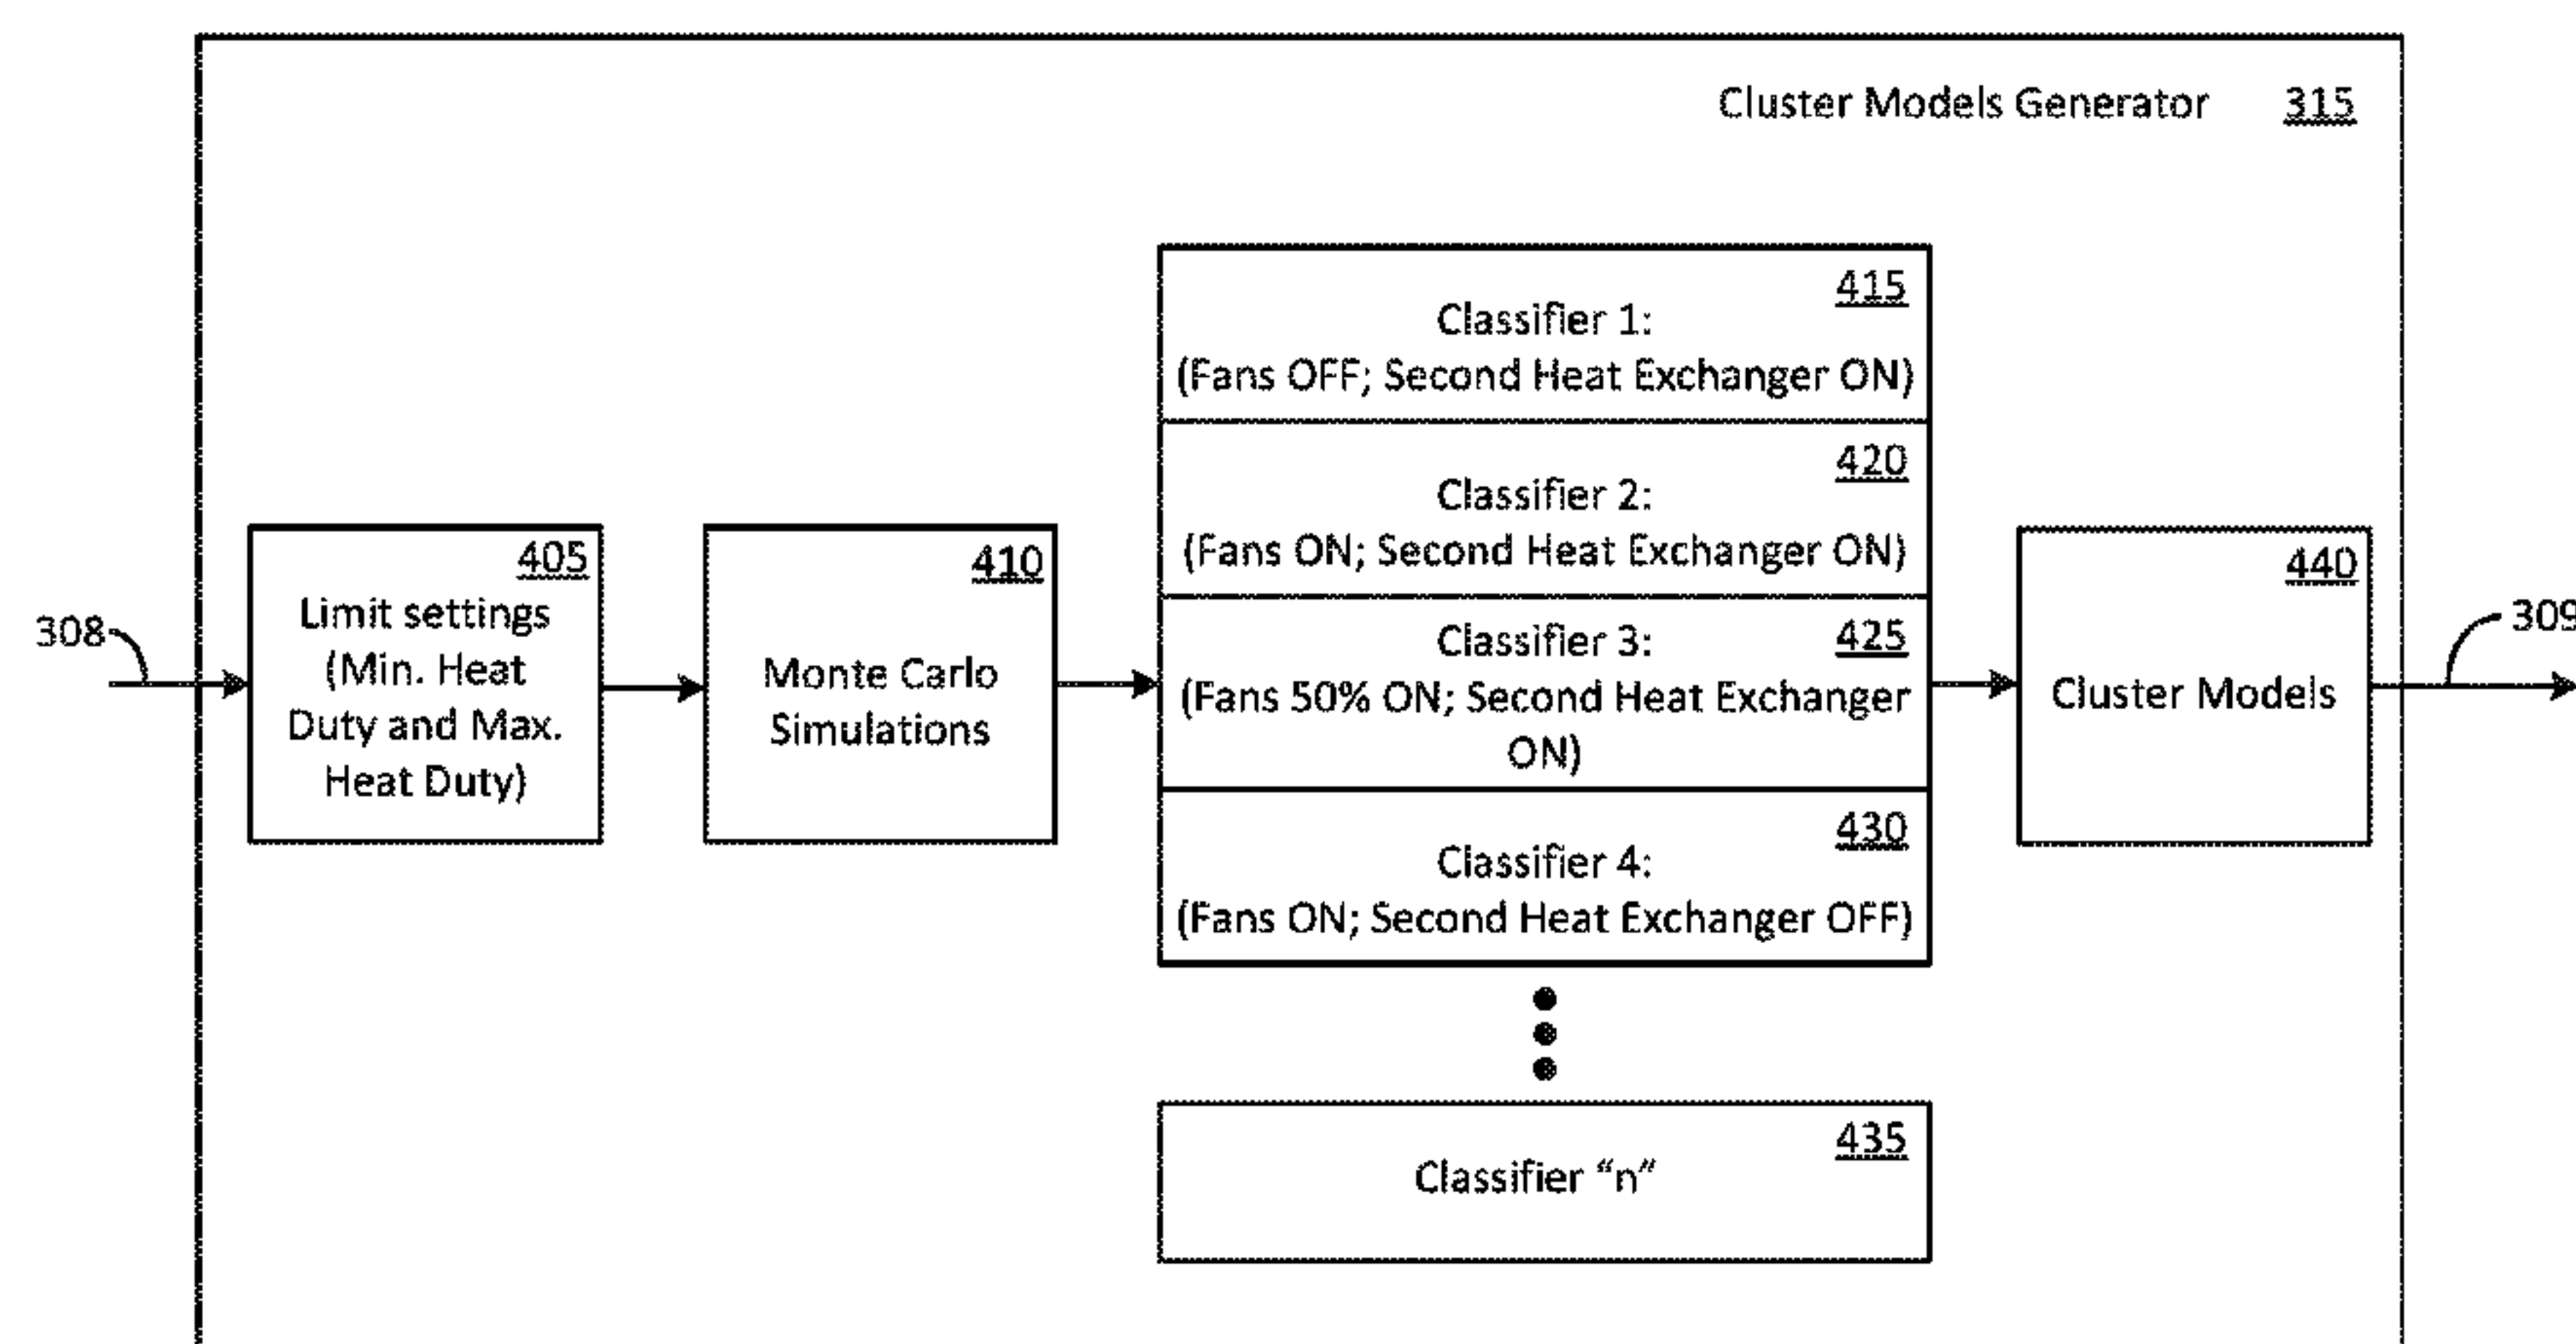 Cluster Models Generator 315
308
405
Limit settings
(Min. Heat
Duty and Max.
Heat Duty)
410
Monte Carlo
Simulations
415
Classifier 1:
(Fans OFF; Second Heat Exchanger ON)
420
Classifier 2:
(Fans ON; Second Heat Exchanger ON)
425
Classifier 3:
(Fans 50% ON; Second Heat Exchanger
ON)
430
Classifier 4:
(Fans ON; Second Heat Exchanger OFF)
435
Classifier “n”
440
Cluster Models
309